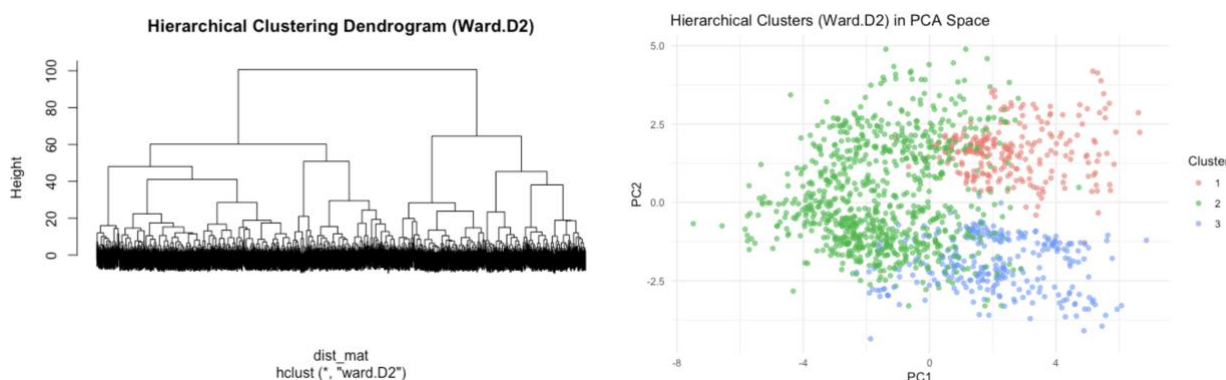 Hierarchical Clustering Dendrogram (Ward.D2)
Height
100
80
60
40
20
0
dist_mat
hclust (*, "ward.D2")
Hierarchical Clusters (Ward.D2) in PCA Space
PC2
5.0
2.5
0.0
-2.5
-8
-4
0
4
PC1
Cluster
1
2
3